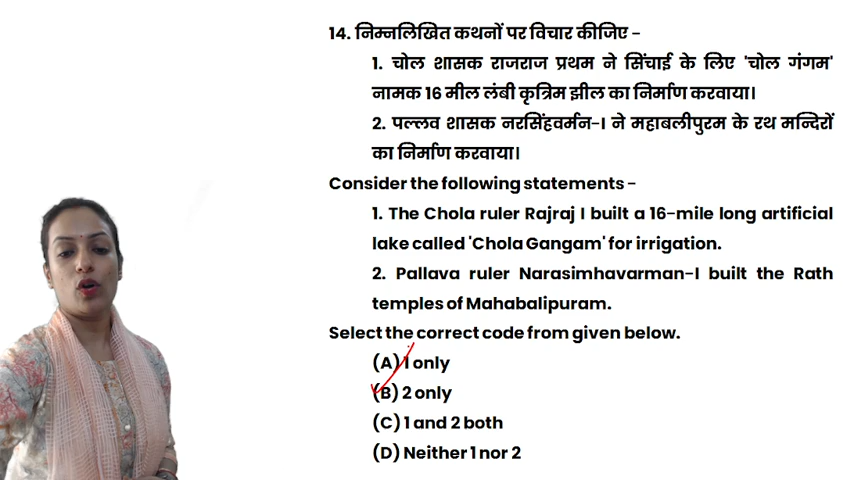 14. निम्नलिखित कथनों पर विचार कीजिए -
1. चोल शासक राजराज प्रथम ने सिंचाई के लिए 'चोल गंगम'
नामक 16 मील लंबी कृत्रिम झील का निर्माण करवाया।
2. पल्लव शासक नरसिंहवर्मन-I ने महाबलीपुरम के रथ मन्दिरों
का निर्माण करवाया।
Consider the following statements -
1. The Chola ruler Rajraj I built a 16-mile long artificial
lake called 'Chola Gangam' for irrigation.
2. Pallava ruler Narasimhavarman-I built the Rath
temples of Mahabalipuram.
Select the correct code from given below.
(A) 1 only
(B) 2 only
(C) 1 and 2 both
(D) Neither 1 nor 2